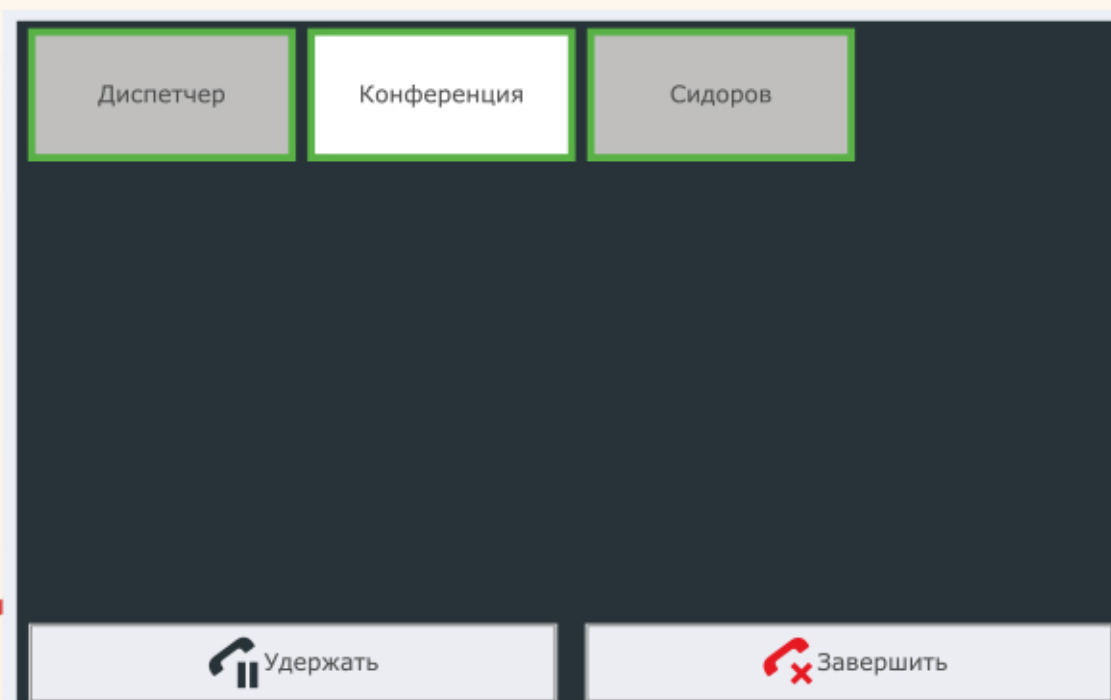 Диспетчер
Конференция
Сидоров
Удержать
Завершить